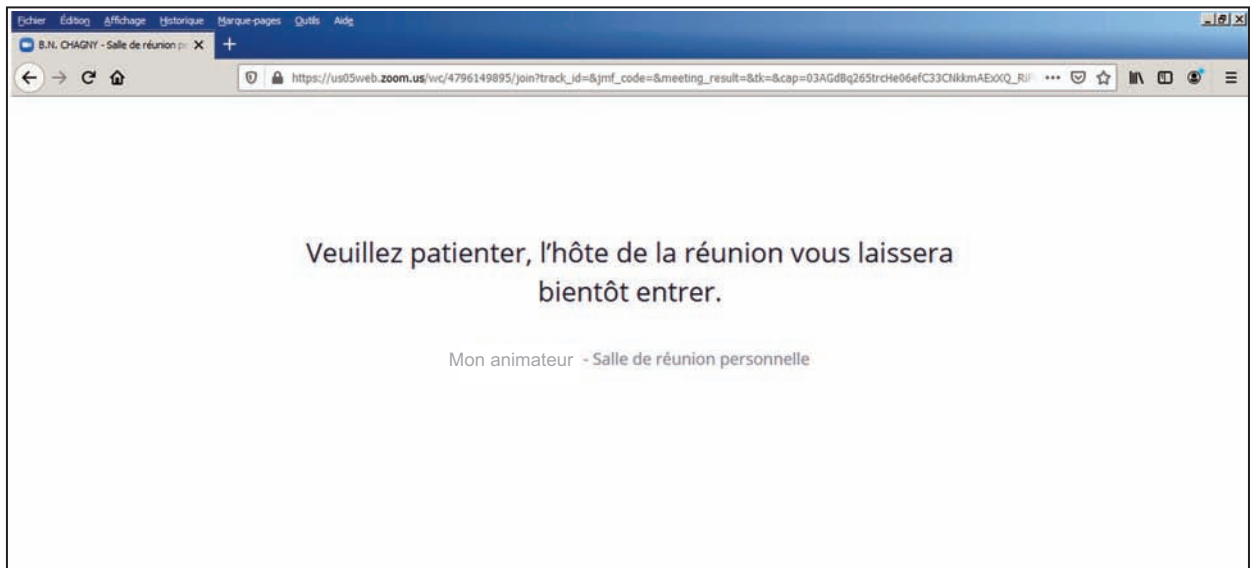 Fichier Édition Affichage Historique Marque-pages Outils Aide
B.N. CHAGNY - Salle de réunion
https://us05web.zoom.us/wc/4796149895/join?track_id=&jmf_code=&meeting_result=&tk=&cap=
Veuillez patienter, l'hôte de la réunion vous laissera
bientôt entrer.
Mon animateur - Salle de réunion personnelle